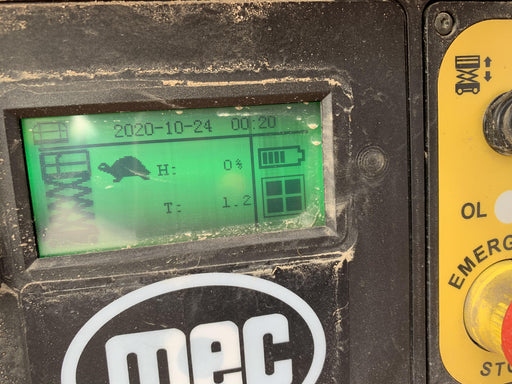 2020-10-24 00:20
H: 0%
T: 1.2
OL
EMERG
STO
mec